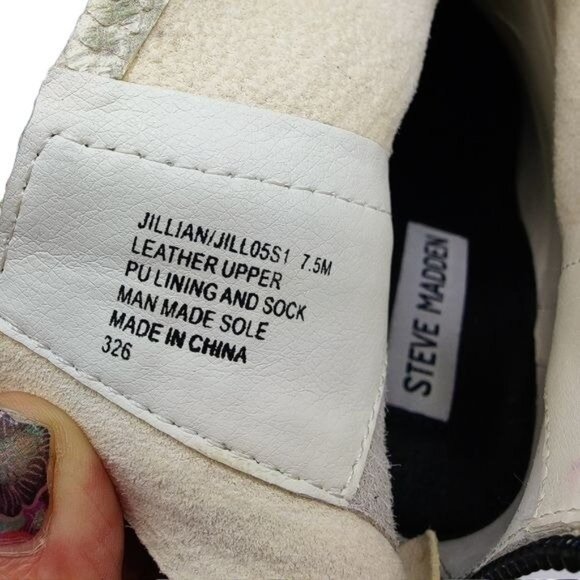 JILLIAN/JILL05S1 7.5M
LEATHER UPPER
PU LINING AND SOCK
MAN MADE SOLE
MADE IN CHINA
326
STEVE MADDEN